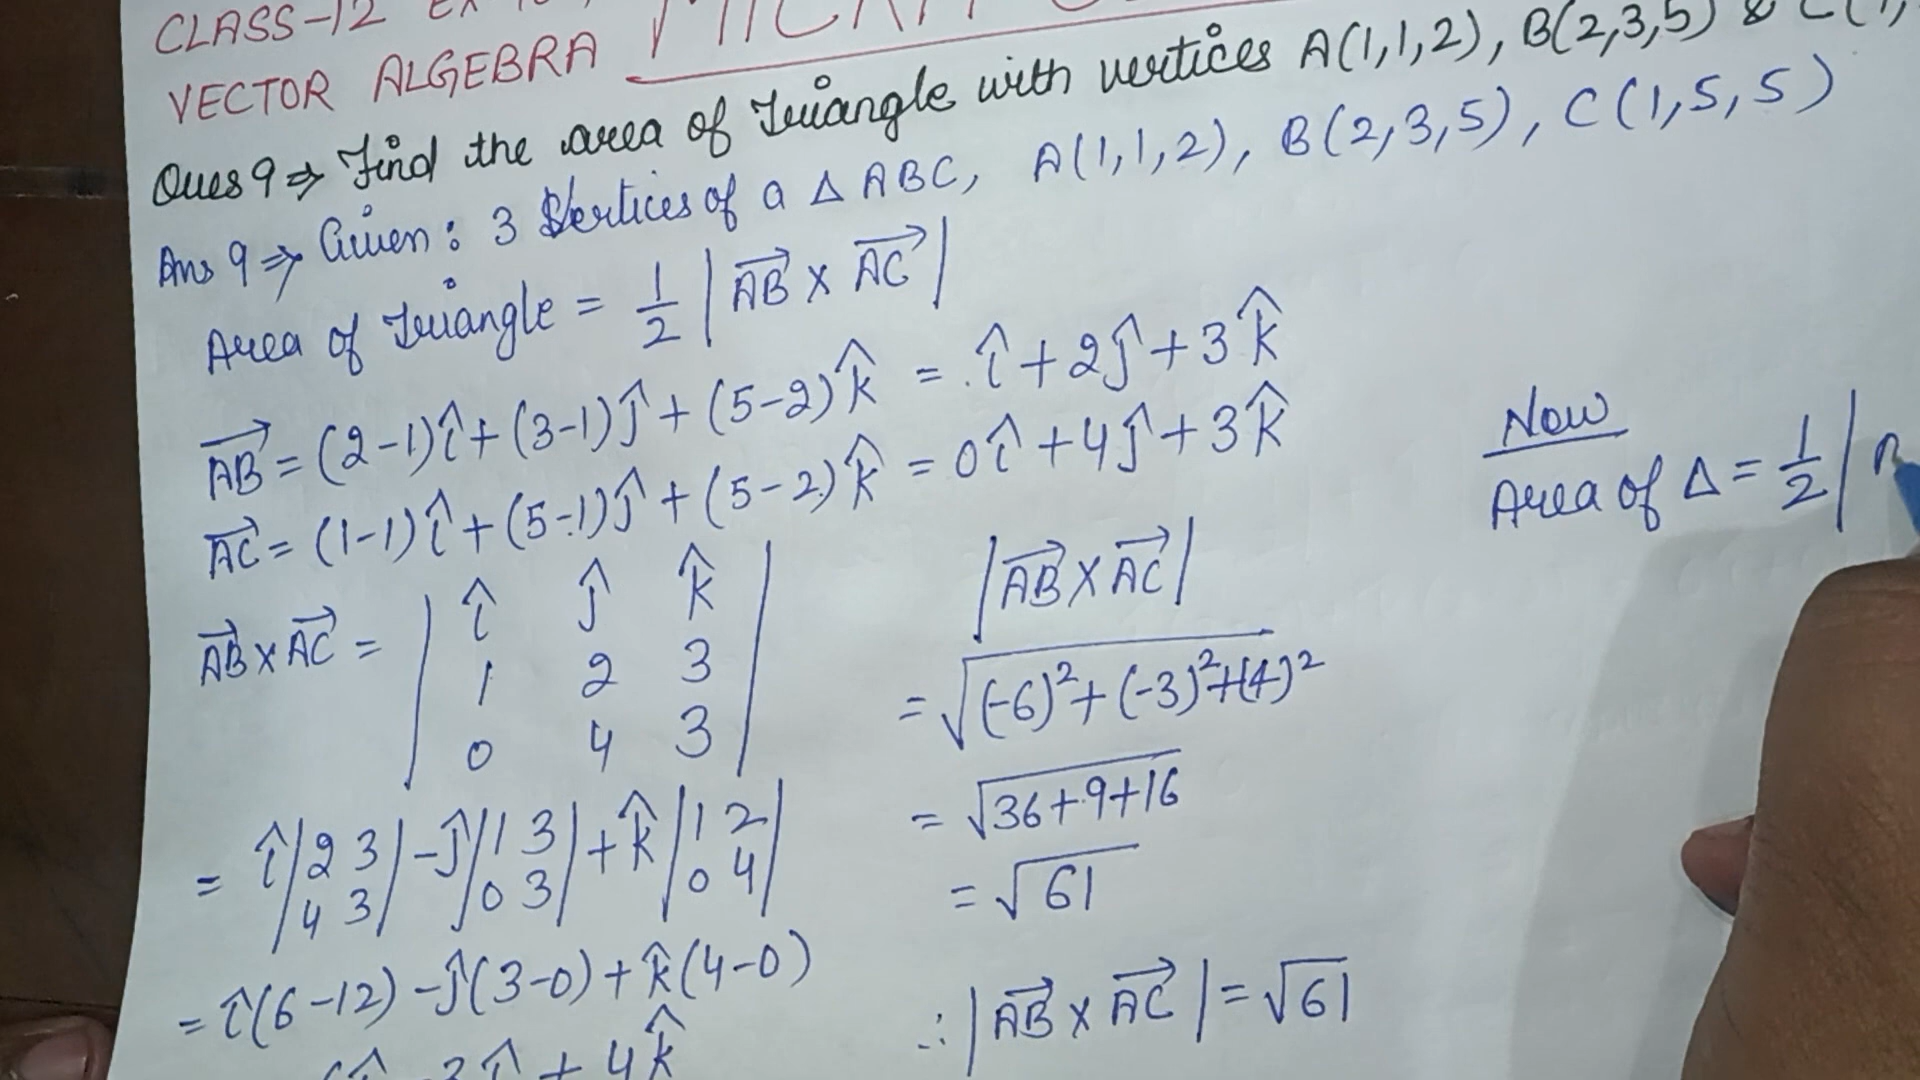 CLASS-12
VECTOR ALGEBRA
Ques 9 ⇒ Find the area of Triangle with vertices A(1,1,2), B(2,3,5) & C(1,
Ans 9 ⇒ Given: 3 Vertices of a Δ ABC, A(1,1,2), B(2,3,5), C(1,5,5)
Area of Triangle = 1/2 |AB⃗ × AC⃗|
AB⃗ = (2-1)î + (3-1)ĵ + (5-2)k̂ = î + 2ĵ + 3k̂
AC⃗ = (1-1)î + (5-1)ĵ + (5-2)k̂ = 0î + 4ĵ + 3k̂
AB⃗ × AC⃗ = | î ĵ k̂ |
| 1 2 3 |
| 0 4 3 |
= î |2 3| - ĵ |1 3| + k̂ |1 2|
|4 3| |0 3| |0 4|
= î(6-12) - ĵ(3-0) + k̂(4-0)
+ 4k̂
|AB⃗ × AC⃗|
= √(-6)² + (-3)² + (4)²
= √36+9+16
= √61
∴ |AB⃗ × AC⃗| = √61
Now
Area of Δ = 1/2 |